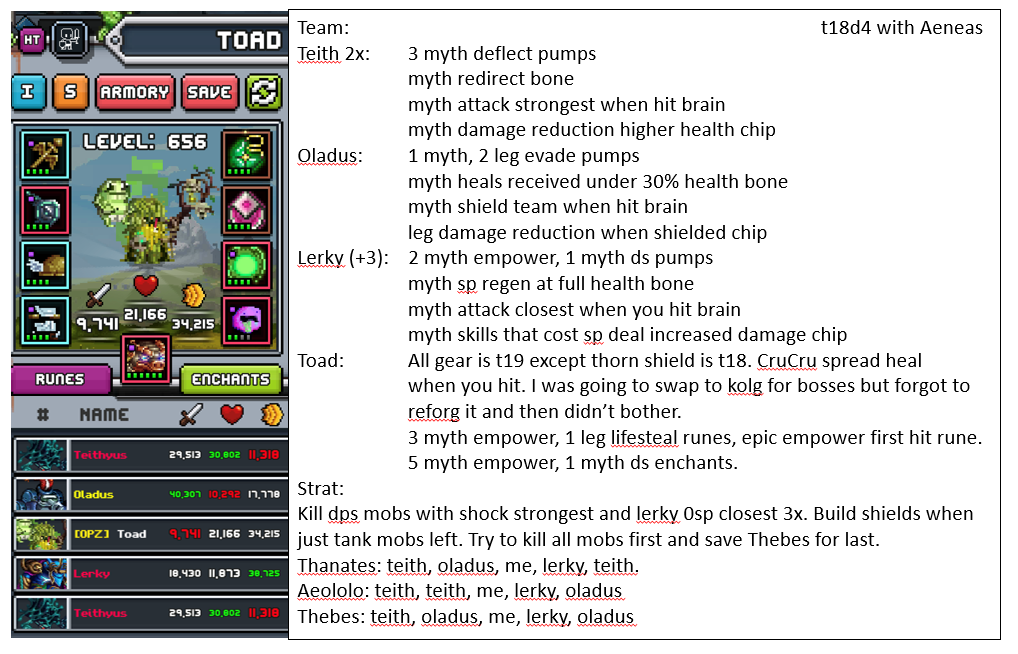 HT
TOAD
I
S
ARMORY
SAVE
LEVEL: 656
9,741
21,166
34,215
RUNES
ENCHANTS
# NAME
Teithyus 29,513 30,802 11,318
Oladus 40,307 10,292 17,778
[OPZ] Toad 9,741 21,166 34,215
Lerky 18,430 11,873 38,725
Teithyus 29,513 30,802 11,318
Team: t18d4 with Aeneas
Teith 2x: 3 myth deflect pumps
myth redirect bone
myth attack strongest when hit brain
myth damage reduction higher health chip
Oladus: 1 myth, 2 leg evade pumps
myth heals received under 30% health bone
myth shield team when hit brain
leg damage reduction when shielded chip
Lerky (+3): 2 myth empower, 1 myth ds pumps
myth sp regen at full health bone
myth attack closest when you hit brain
myth skills that cost sp deal increased damage chip
Toad: All gear is t19 except thorn shield is t18. CruCru spread heal
when you hit. I was going to swap to kolg for bosses but forgot to
reforg it and then didn’t bother.
3 myth empower, 1 leg lifesteal runes, epic empower first hit rune.
5 myth empower, 1 myth ds enchants.
Strat:
Kill dps mobs with shock strongest and lerky 0sp closest 3x. Build shields when
just tank mobs left. Try to kill all mobs first and save Thebes for last.
Thanates: teith, oladus, me, lerky, teith.
Aeololo: teith, teith, me, lerky, oladus
Thebes: teith, oladus, me, lerky, oladus